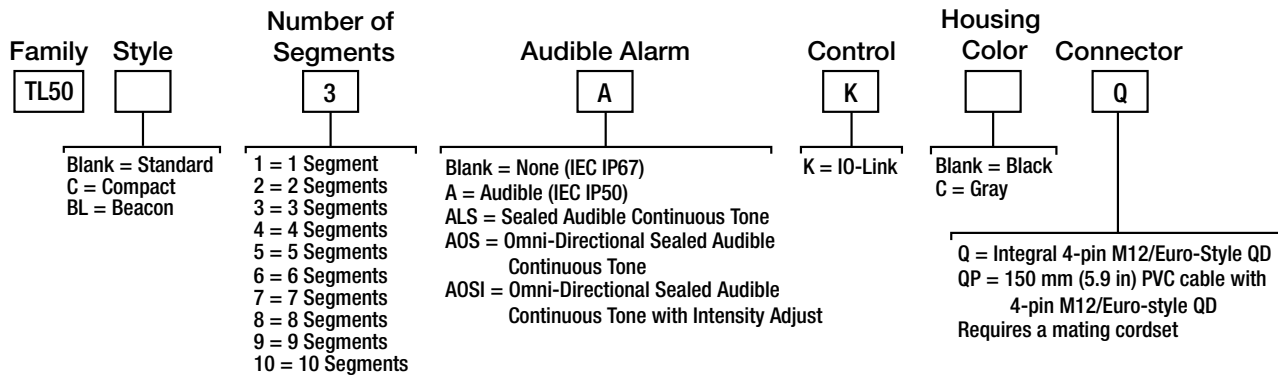 Family
Style
Number of
Segments
Audible Alarm
Control
Housing
Color
Connector
TL50
3
A
K
Q
Blank = Standard
C = Compact
BL = Beacon
1 = 1 Segment
2 = 2 Segments
3 = 3 Segments
4 = 4 Segments
5 = 5 Segments
6 = 6 Segments
7 = 7 Segments
8 = 8 Segments
9 = 9 Segments
10 = 10 Segments
Blank = None (IEC IP67)
A = Audible (IEC IP50)
ALS = Sealed Audible Continuous Tone
AOS = Omni-Directional Sealed Audible
Continuous Tone
AOSI = Omni-Directional Sealed Audible
Continuous Tone with Intensity Adjust
K = IO-Link
Blank = Black
C = Gray
Q = Integral 4-pin M12/Euro-Style QD
QP = 150 mm (5.9 in) PVC cable with
4-pin M12/Euro-style QD
Requires a mating cordset